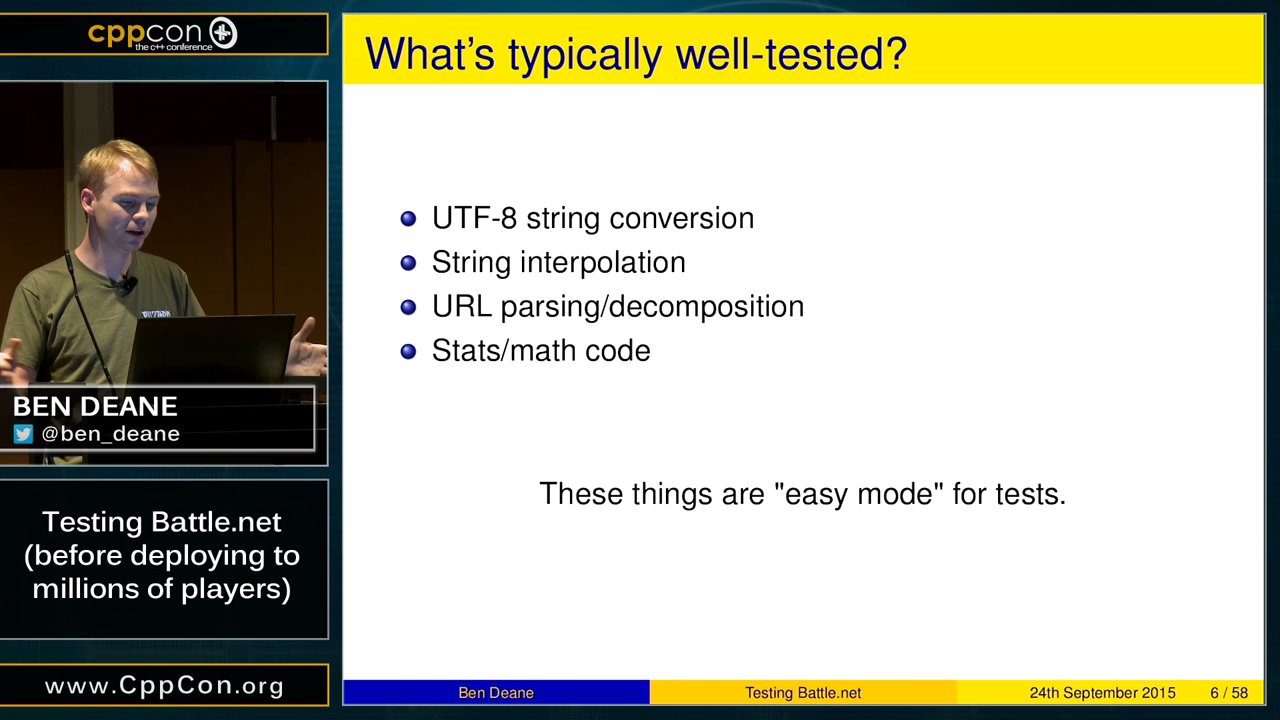 cppcon
the c++ conference
BEN DEANE
@ben_deane
Testing Battle.net
(before deploying to
millions of players)
www.CppCon.org
What's typically well-tested?
UTF-8 string conversion
String interpolation
URL parsing/decomposition
Stats/math code
These things are "easy mode" for tests.
Ben Deane
Testing Battle.net
24th September 2015
6 / 58